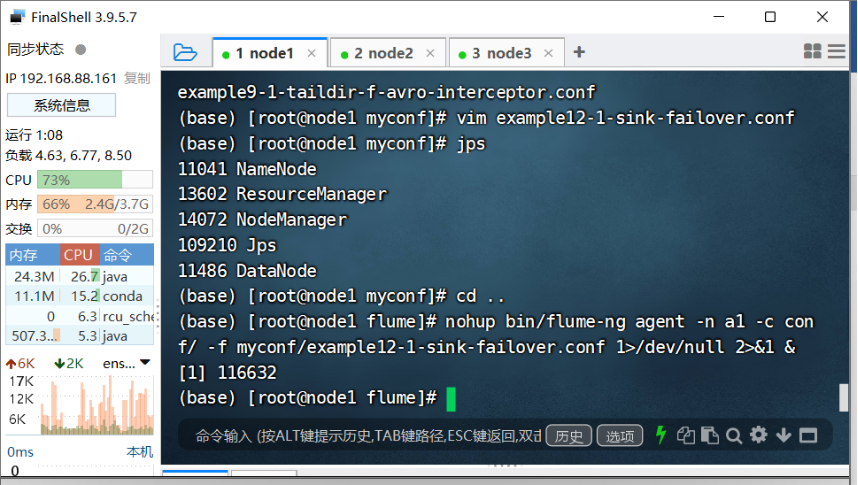 FinalShell 3.9.5.7
同步状态
IP 192.168.88.161 复制
系统信息
运行 1:08
负载 4.63, 6.77, 8.50
CPU 73%
内存 66% 2.4G/3.7G
交换 0% 0/2G
内存 CPU 命令
24.3M 26.7 java
11.1M 15.2 conda
0 6.3 rcu_sche
507.3... 5.3 java
6K 2K ens...
17K
12K
6K
0ms 本机
0
1 node1
2 node2
3 node3
example9-1-taildir-f-avro-interceptor.conf
(base) [root@node1 myconf]# vim example12-1-sink-failover.conf
(base) [root@node1 myconf]# jps
11041 NameNode
13602 ResourceManager
14072 NodeManager
109210 Jps
11486 DataNode
(base) [root@node1 myconf]# cd ..
(base) [root@node1 flume]# nohup bin/flume-ng agent -n a1 -c con
f/ -f myconf/example12-1-sink-failover.conf 1>/dev/null 2>&1 &
[1] 116632
(base) [root@node1 flume]#
命令输入 (按ALT键提示历史,TAB键路径,ESC键返回,双击 历史 选项